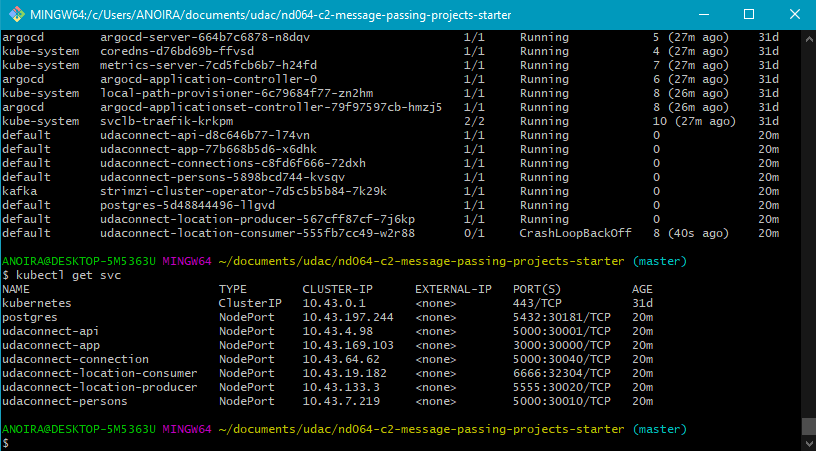 MINGW64:/c/Users/ANOIRA/documents/udac/nd064-c2-message-passing-projects-starter
argocd argocd-server-664b7c6878-n8dqv 1/1 Running 5 (27m ago) 31d
kube-system coredns-d76bd69b-ffvsd 1/1 Running 4 (27m ago) 31d
kube-system metrics-server-7cd5fcb6b7-h24fd 1/1 Running 7 (27m ago) 31d
argocd argocd-application-controller-0 1/1 Running 6 (27m ago) 31d
kube-system local-path-provisioner-6c79684f77-zn2hm 1/1 Running 8 (26m ago) 31d
argocd argocd-applicationset-controller-79f97597cb-hmzj5 1/1 Running 8 (26m ago) 31d
kube-system svclb-traefik-krkpm 2/2 Running 10 (27m ago) 31d
default udaconnect-api-d8c646b77-l74vn 1/1 Running 0 20m
default udaconnect-app-77b668b5d6-x6dhk 1/1 Running 0 20m
default udaconnect-connections-c8fd6f666-72dxh 1/1 Running 0 20m
default udaconnect-persons-5898bcd744-kvsqv 1/1 Running 0 20m
kafka strimzi-cluster-operator-7d5c5b5b84-7k29k 1/1 Running 0 20m
default postgres-5d48844496-llgvd 1/1 Running 0 20m
default udaconnect-location-producer-567cff87cf-7j6kp 1/1 Running 0 20m
default udaconnect-location-consumer-555fb7cc49-w2r88 0/1 CrashLoopBackOff 8 (40s ago) 20m
ANOIRA@DESKTOP-5M5363U MINGW64 ~/documents/udac/nd064-c2-message-passing-projects-starter (master)
$ kubectl get svc
NAME TYPE CLUSTER-IP EXTERNAL-IP PORT(S) AGE
kubernetes ClusterIP 10.43.0.1 <none> 443/TCP 31d
postgres NodePort 10.43.197.244 <none> 5432:30181/TCP 20m
udaconnect-api NodePort 10.43.4.98 <none> 5000:30001/TCP 20m
udaconnect-app NodePort 10.43.169.103 <none> 3000:30000/TCP 20m
udaconnect-connection NodePort 10.43.64.62 <none> 5000:30040/TCP 20m
udaconnect-location-consumer NodePort 10.43.19.182 <none> 6666:32304/TCP 20m
udaconnect-location-producer NodePort 10.43.133.3 <none> 5555:30020/TCP 20m
udaconnect-persons NodePort 10.43.7.219 <none> 5000:30010/TCP 20m
ANOIRA@DESKTOP-5M5363U MINGW64 ~/documents/udac/nd064-c2-message-passing-projects-starter (master)
$